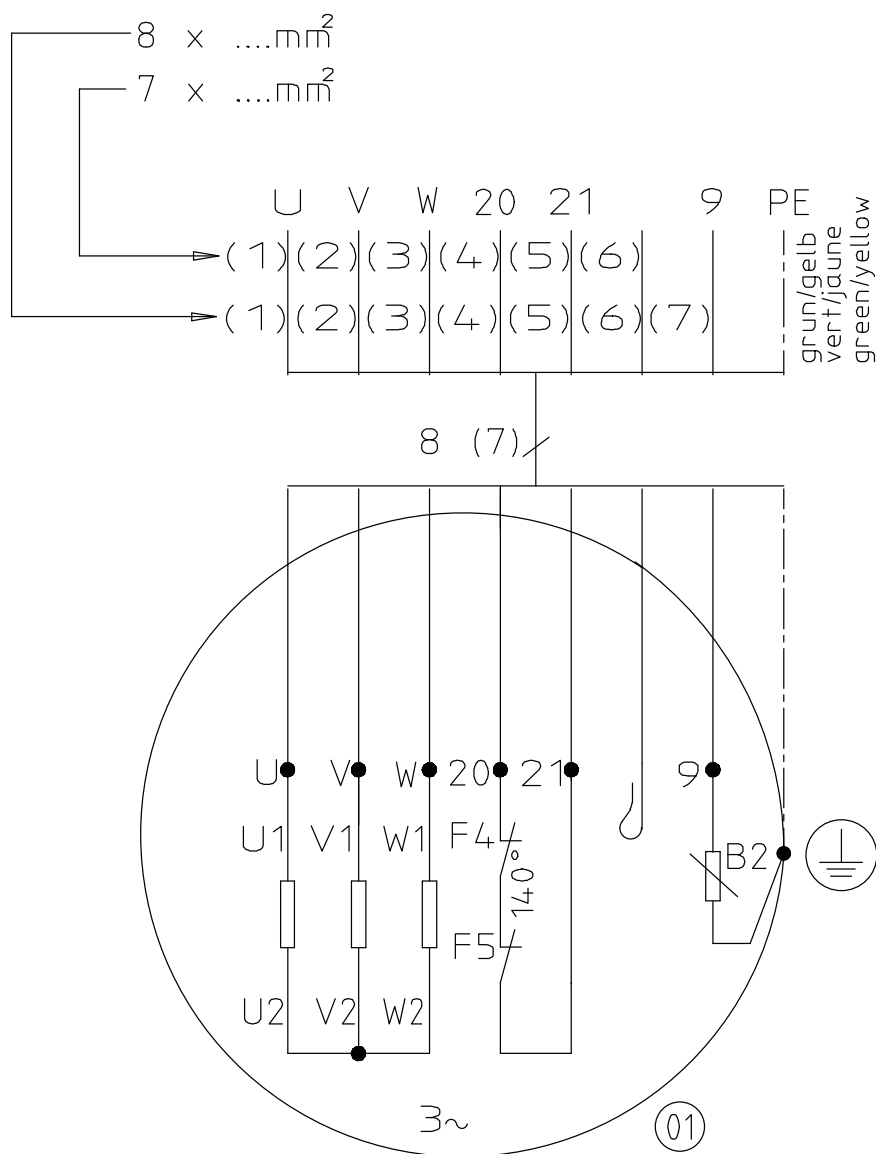 8 x ....mm²
7 x ....mm²
U V W 20 21 9 PE
(1)(2)(3)(4)(5)(6)
(1)(2)(3)(4)(5)(6)(7)
grun/gelb
vert/jaune
green/yellow
8 (7)
U V W 20 21 9
U1 V1 W1 F4 B2
140°
F5
U2 V2 W2
3~
01